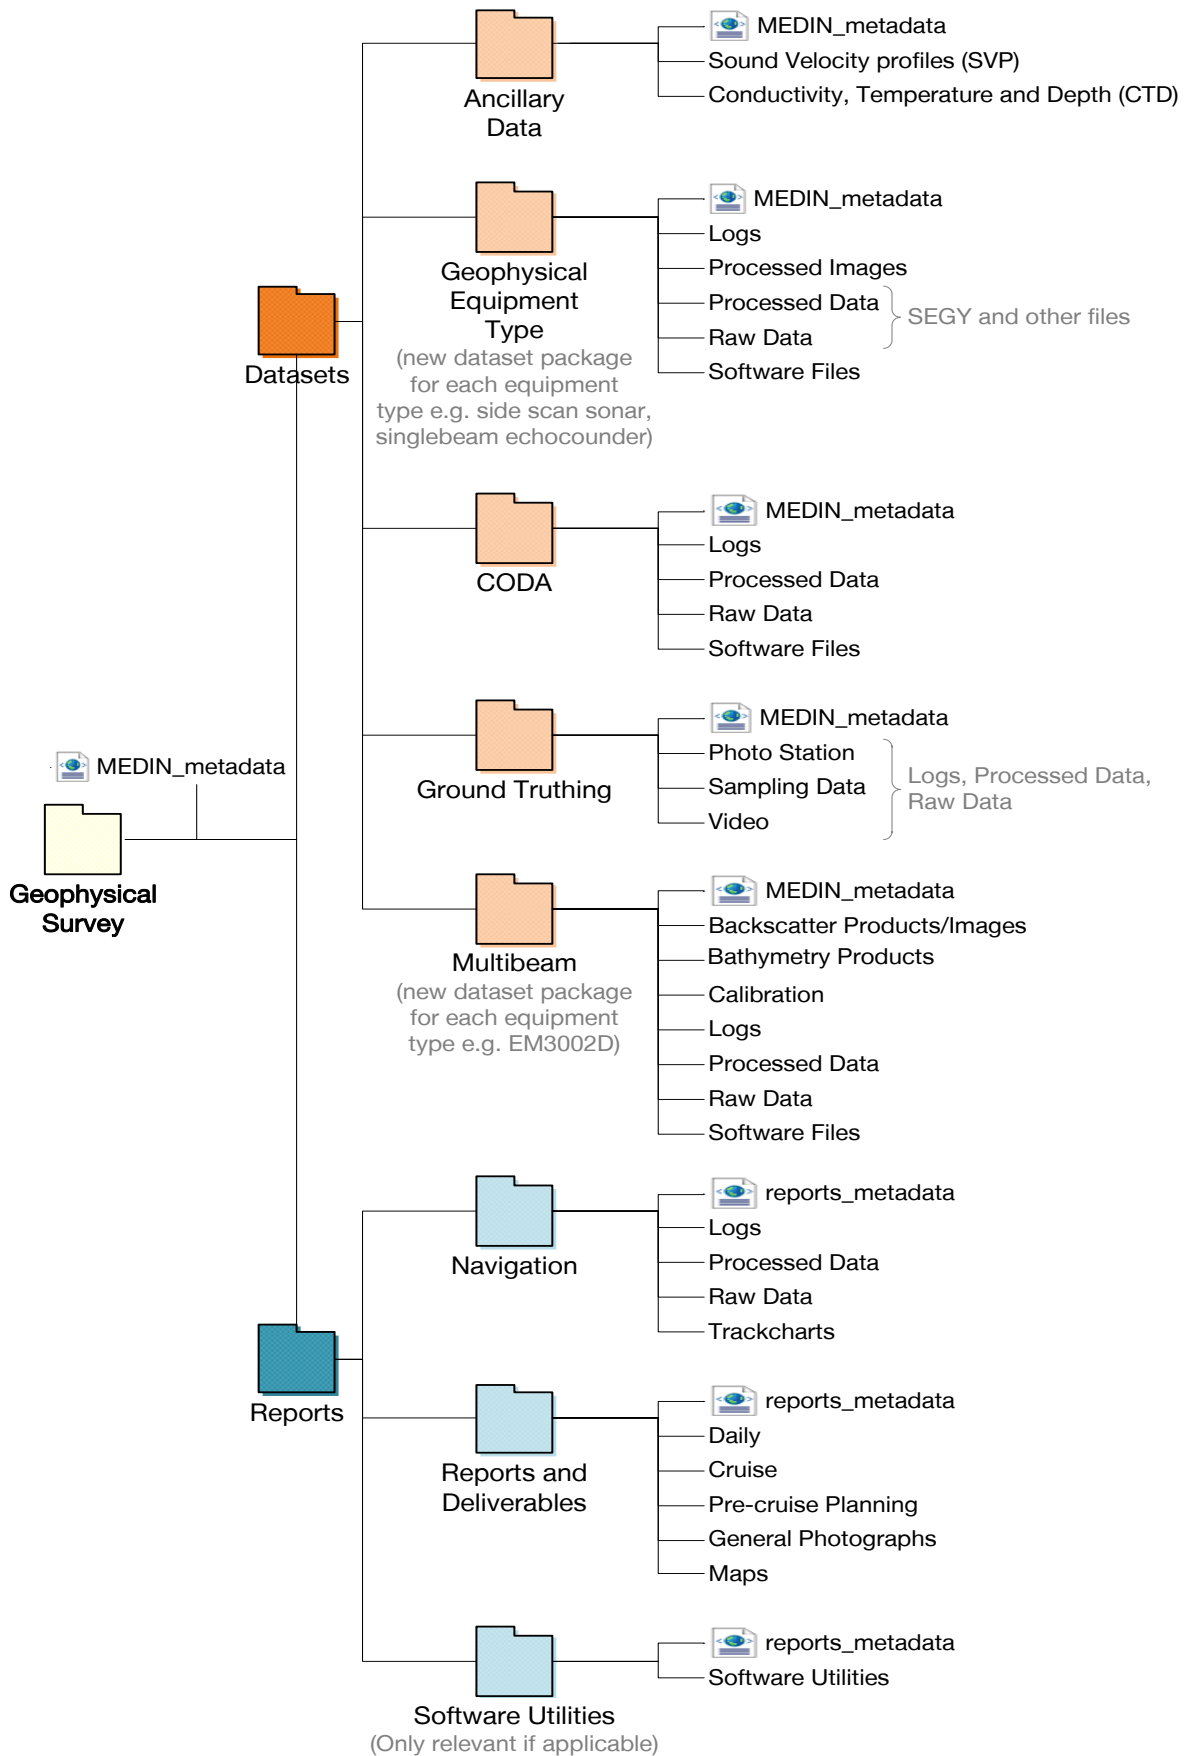 MEDIN_metadata
Sound Velocity profiles (SVP)
Conductivity, Temperature and Depth (CTD)
Ancillary
Data
MEDIN_metadata
Logs
Processed Images
Processed Data
Raw Data
SEGY and other files
Software Files
Geophysical
Equipment
Type
(new dataset package
for each equipment
type e.g. side scan sonar,
singlebeam echocounder)
Datasets
MEDIN_metadata
Logs
Processed Data
Raw Data
Software Files
CODA
MEDIN_metadata
Photo Station
Sampling Data
Video
Logs, Processed Data,
Raw Data
Ground Truthing
MEDIN_metadata
Geophysical
Survey
MEDIN_metadata
Backscatter Products/Images
Bathymetry Products
Calibration
Logs
Processed Data
Raw Data
Software Files
Multibeam
(new dataset package
for each equipment
type e.g. EM3002D)
reports_metadata
Logs
Processed Data
Raw Data
Trackcharts
Navigation
Reports
reports_metadata
Daily
Cruise
Pre-cruise Planning
General Photographs
Maps
Reports and
Deliverables
reports_metadata
Software Utilities
Software Utilities
(Only relevant if applicable)